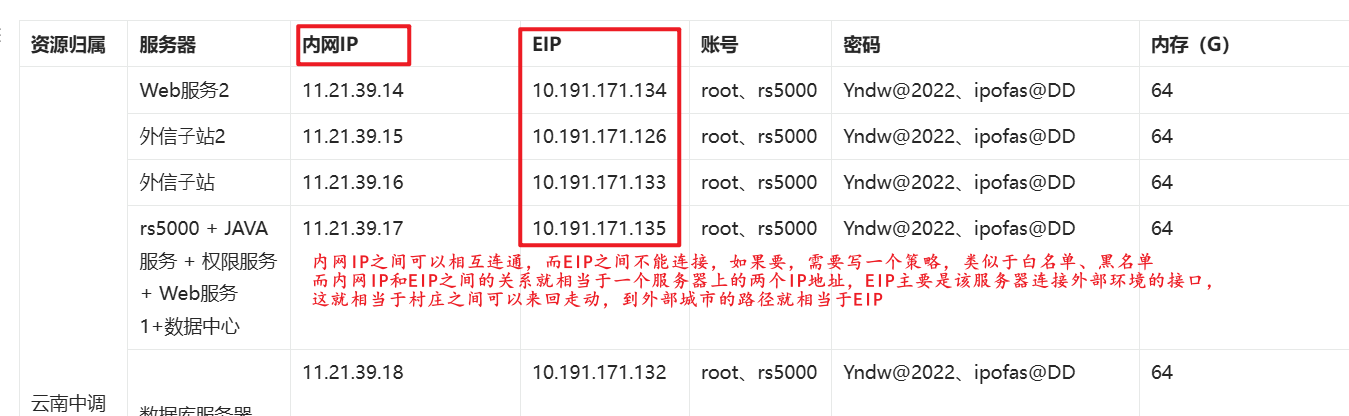 资源归属 服务器 内网IP EIP 账号 密码 内存（G）
Web服务2 11.21.39.14 10.191.171.134 root、rs5000 Yndw@2022、ipofas@DD 64
外信子站2 11.21.39.15 10.191.171.126 root、rs5000 Yndw@2022、ipofas@DD 64
外信子站 11.21.39.16 10.191.171.133 root、rs5000 Yndw@2022、ipofas@DD 64
rs5000 + JAVA 11.21.39.17 10.191.171.135 root、rs5000 Yndw@2022、ipofas@DD 64
服务 + 权限服务
+ Web服务
1+数据中心
内网IP之间可以相互连通，而EIP之间不能连接，如果要，需要写一个策略，类似于白名单、黑名单
而内网IP和EIP之间的关系就相当于一个服务器上的两个IP地址，EIP主要是该服务器连接外部环境的接口，
这就相当于村庄之间可以来回走动，到外部城市的路径就相当于EIP
11.21.39.18 10.191.171.132 root、rs5000 Yndw@2022、ipofas@DD 64
云南中调
数据库服务器